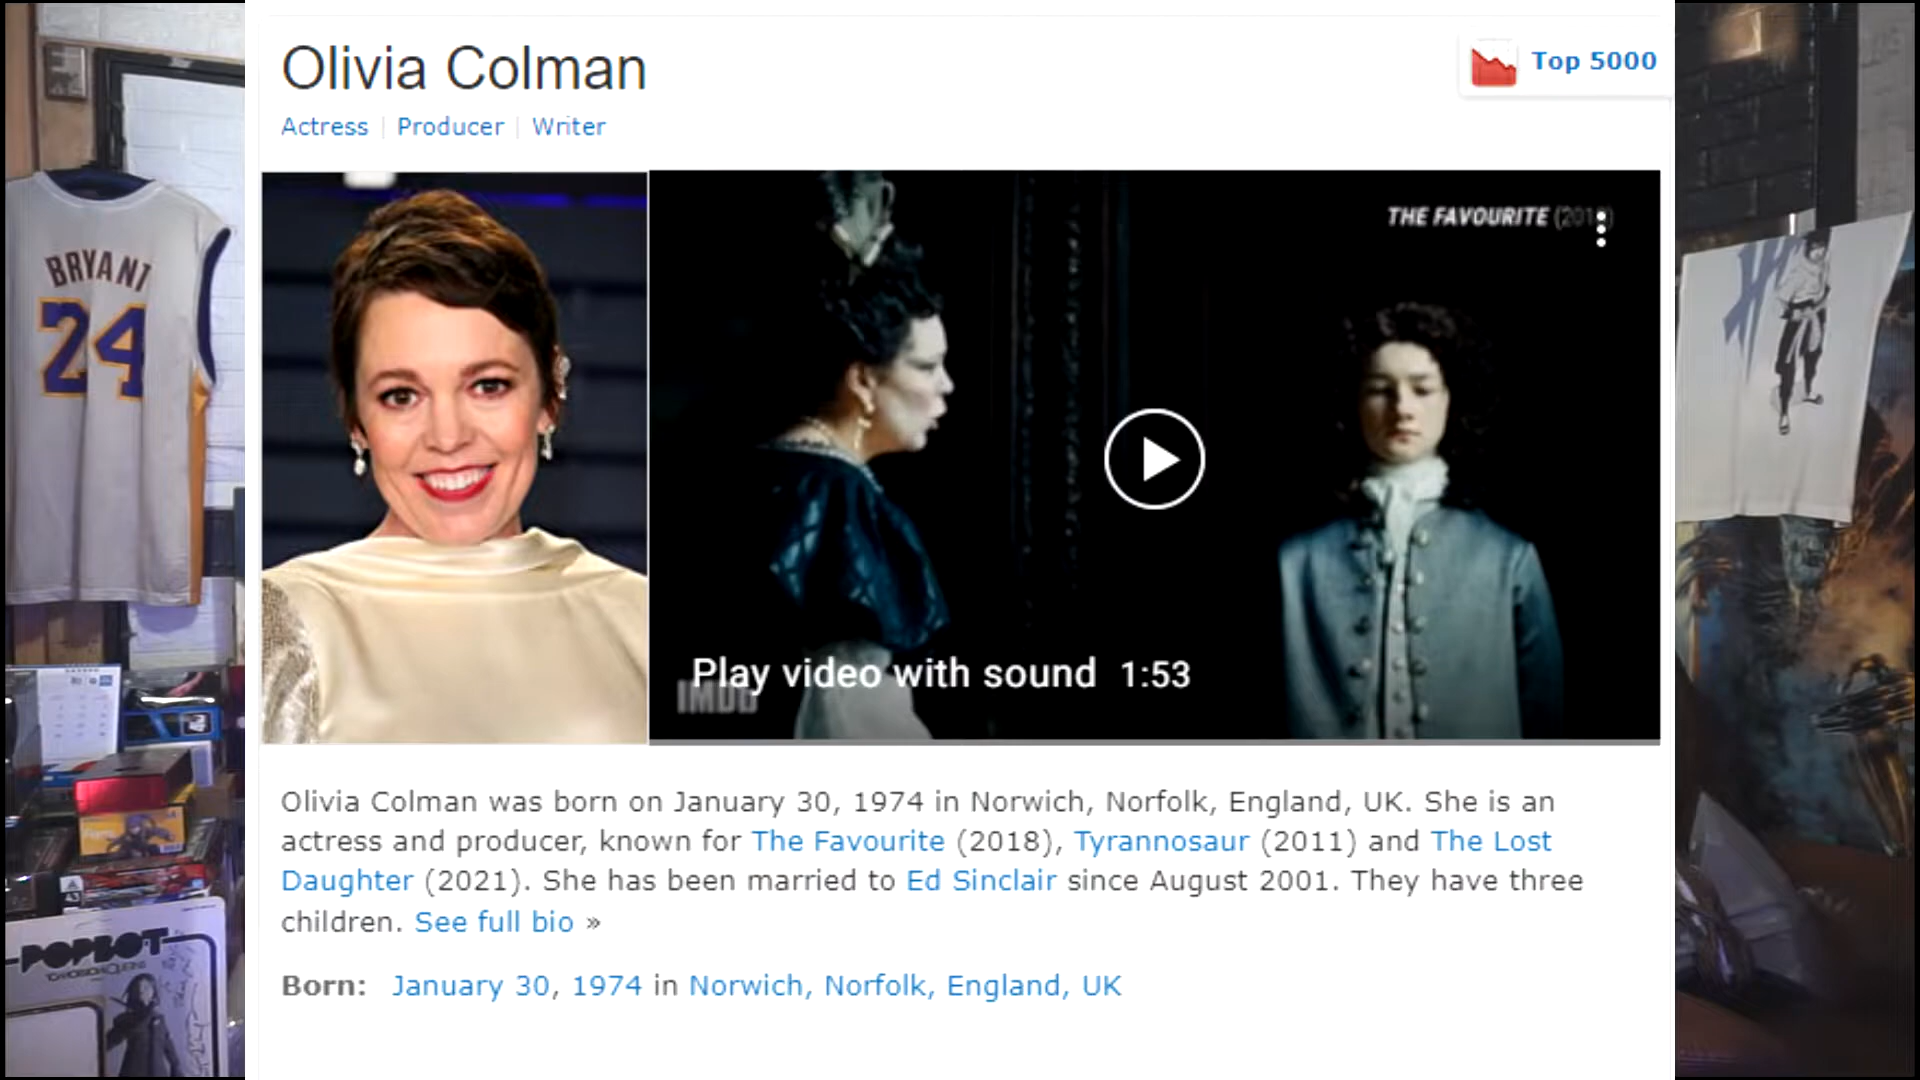 Olivia Colman
Top 5000
Actress | Producer | Writer
THE FAVOURITE (201
Play video with sound 1:53
IMDb
Olivia Colman was born on January 30, 1974 in Norwich, Norfolk, England, UK. She is an
actress and producer, known for The Favourite (2018), Tyrannosaur (2011) and The Lost
Daughter (2021). She has been married to Ed Sinclair since August 2001. They have three
children. See full bio »
Born: January 30, 1974 in Norwich, Norfolk, England, UK
BRYANT
24
43
POPBOT